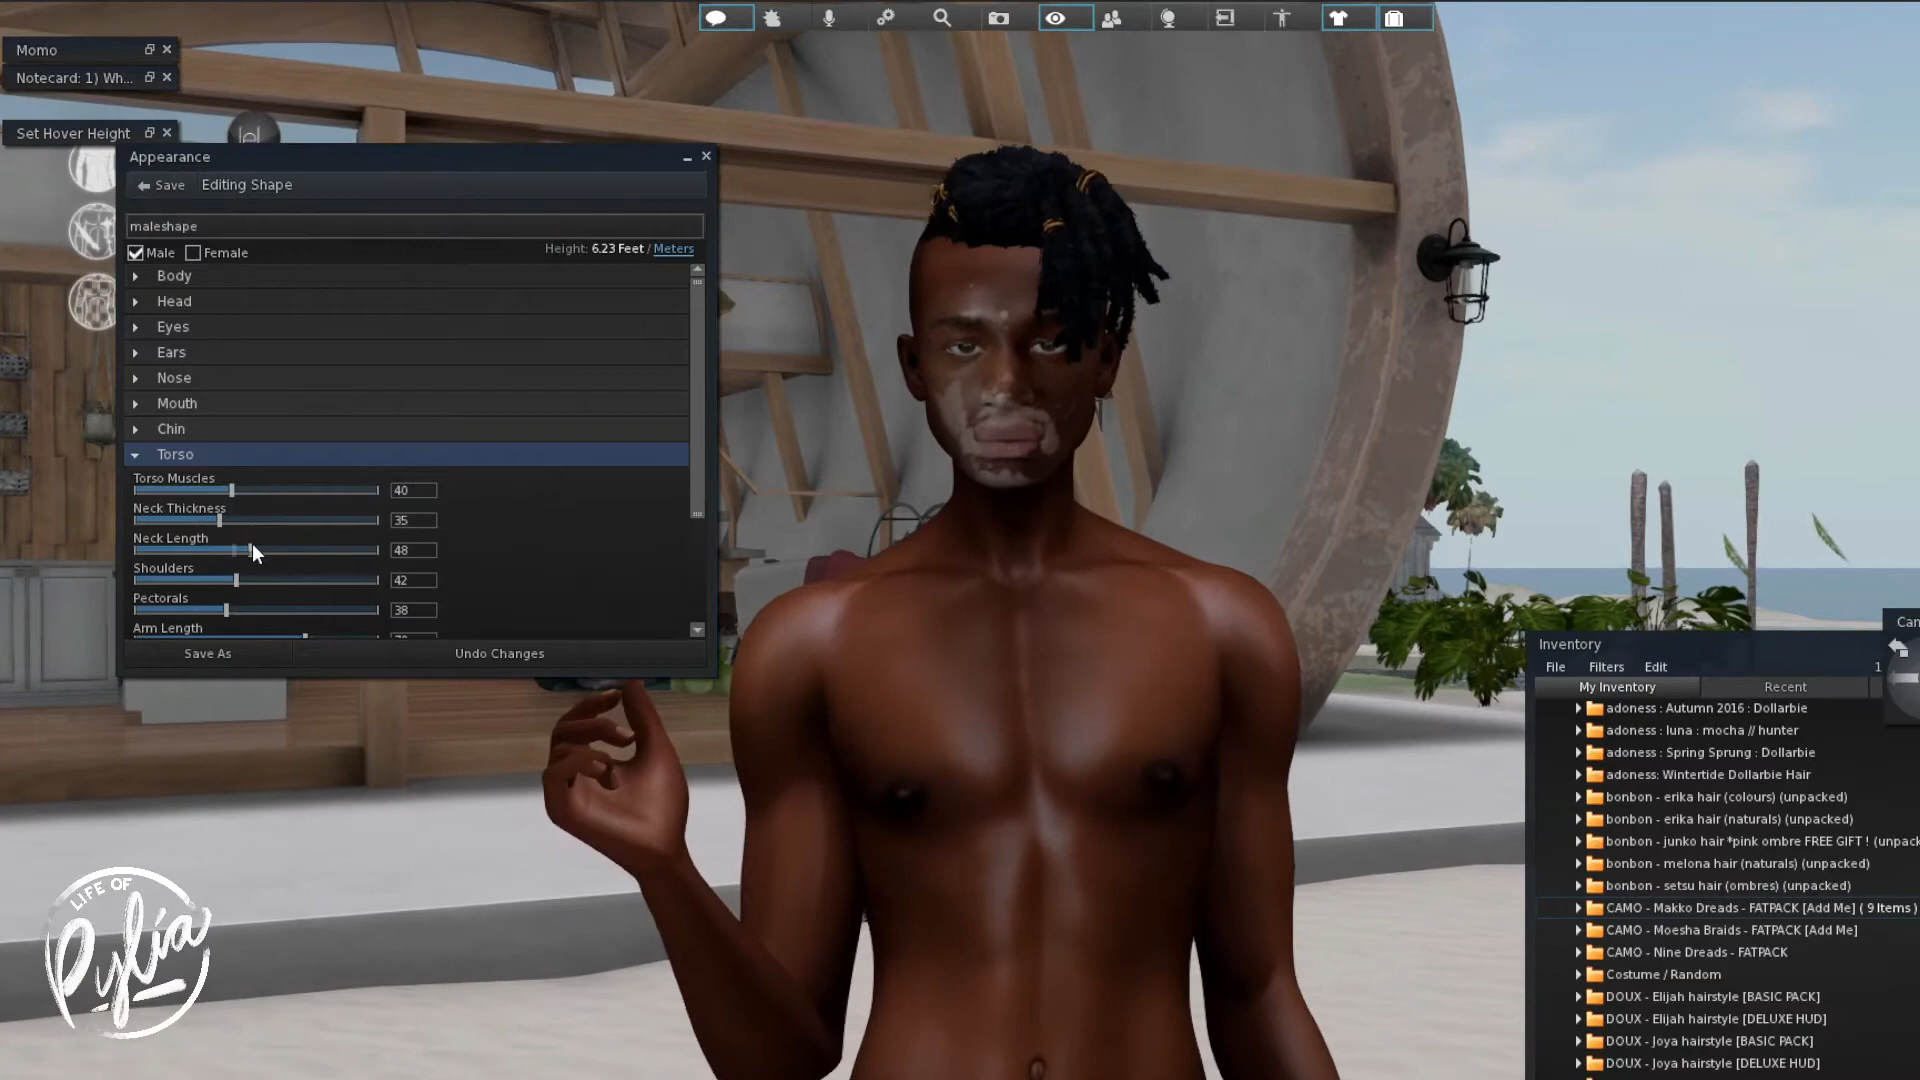 Momo
Notecard: 1) Wh...
Set Hover Height
Appearance
Save
Editing Shape
maleshape
Male
Female
Height: 6.23 Feet / Meters
Body
Head
Eyes
Ears
Nose
Mouth
Chin
Torso
Torso Muscles
40
Neck Thickness
35
Neck Length
48
Shoulders
42
Pectorals
38
Arm Length
Save As
Undo Changes
LIFE OF
Pylia
Can
Inventory
File
Filters
Edit
1
My Inventory
Recent
adoness : Autumn 2016 : Dollarbie
adoness : luna : mocha // hunter
adoness : Spring Sprung : Dollarbie
adoness: Wintertide Dollarbie Hair
bonbon - erika hair (colours) (unpacked)
bonbon - erika hair (naturals) (unpacked)
bonbon - junko hair *pink ombre FREE GIFT ! (unpack
bonbon - melona hair (naturals) (unpacked)
bonbon - setsu hair (ombres) (unpacked)
CAMO - Makko Dreads - FATPACK [Add Me] ( 9 Items )
CAMO - Moesha Braids - FATPACK [Add Me]
CAMO - Nine Dreads - FATPACK
Costume / Random
DOUX - Elijah hairstyle [BASIC PACK]
DOUX - Elijah hairstyle [DELUXE HUD]
DOUX - Joya hairstyle [BASIC PACK]
DOUX - Joya hairstyle [DELUXE HUD]